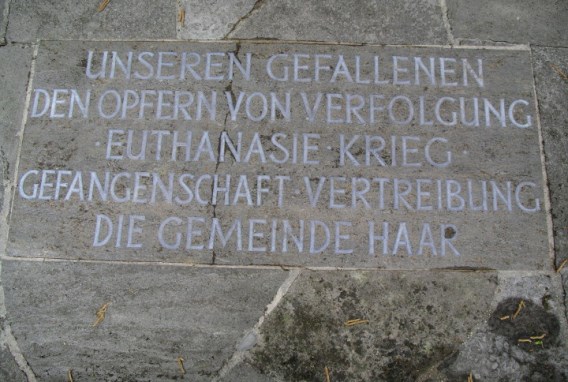 UNSEREN GEFALLENEN
DEN OPFERN VON VERFOLGUNG
· EUTHANASIE · KRIEG ·
GEFANGENSCHAFT · VERTREIBUNG
DIE GEMEINDE HAAR